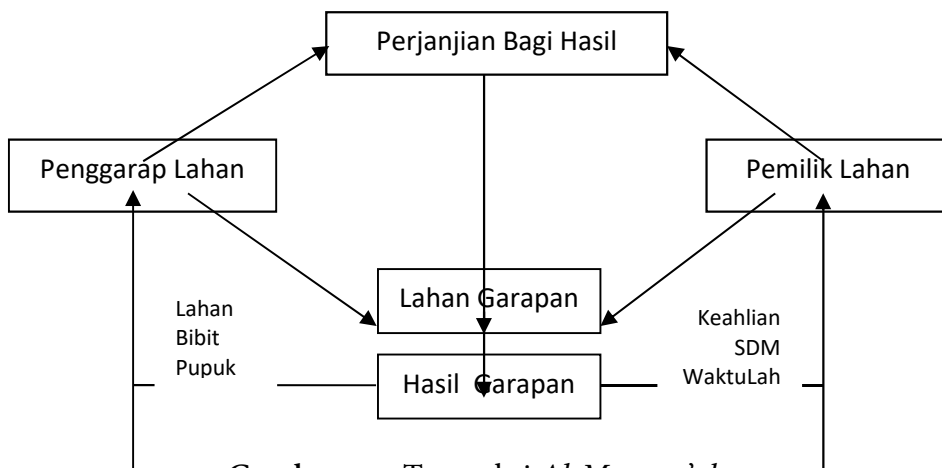 Perjanjian Bagi Hasil
Penggarap Lahan
Pemilik Lahan
Lahan Garapan
Lahan
Bibit
Pupuk
Keahlian
SDM
WaktuLah
Hasil Garapan